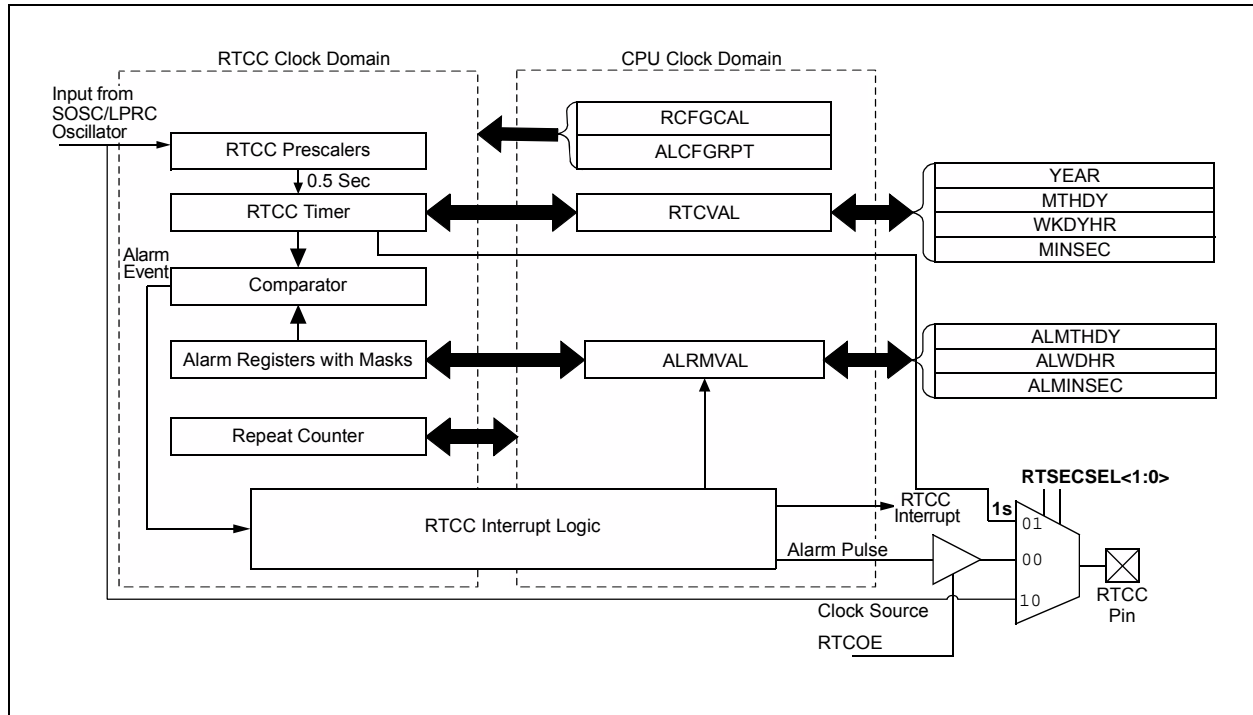 RTCC Clock Domain
CPU Clock Domain
Input from
SOSC/LPRC
Oscillator
RTCC Prescalers
0.5 Sec
RTCC Timer
Comparator
Alarm
Event
Alarm Registers with Masks
Repeat Counter
RTCC Interrupt Logic
RCFGCAL
ALCFGRPT
RTCVAL
ALRMVAL
YEAR
MTHDY
WKDYHR
MINSEC
ALMTHDY
ALWDHR
ALMINSEC
RTSECSEL<1:0>
RTCC
Interrupt
1s
01
Alarm Pulse
00
10
Clock Source
RTCOE
RTCC
Pin